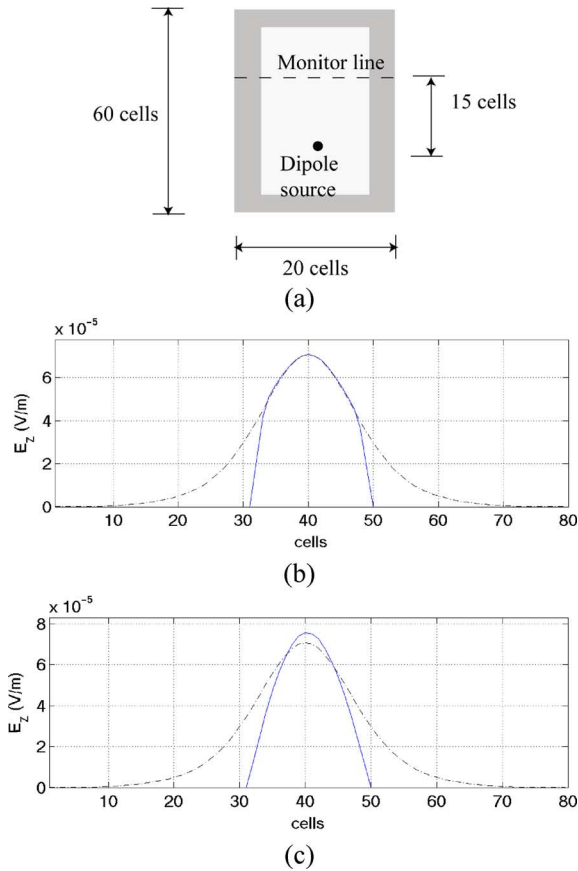 Monitor line
60 cells
15 cells
Dipole
source
20 cells
(a)
x 10⁻⁵
6
4
2
0
E_Z (V/m)
10 20 30 40 50 60 70 80
cells
(b)
x 10⁻⁵
8
6
4
2
0
E_Z (V/m)
10 20 30 40 50 60 70 80
cells
(c)